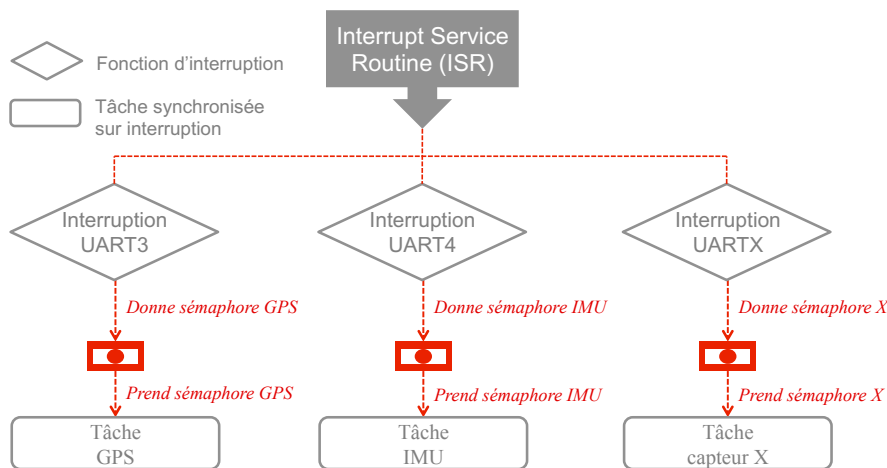 Interrupt Service
Routine (ISR)
Fonction d'interruption
Tâche synchronisée
sur interruption
Interruption
UART3
Interruption
UART4
Interruption
UARTX
Donne sémaphore GPS
Donne sémaphore IMU
Donne sémaphore X
Prend sémaphore GPS
Prend sémaphore IMU
Prend sémaphore X
Tâche
GPS
Tâche
IMU
Tâche
capteur X